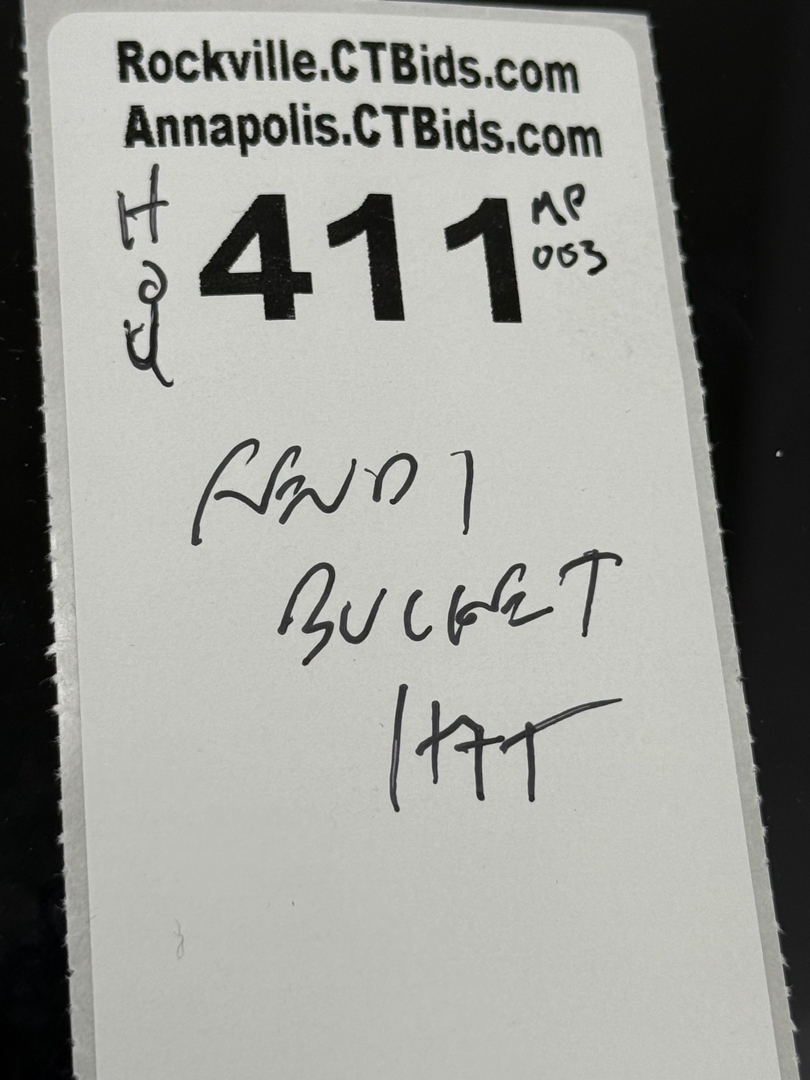 Rockville.CTBids.com
Annapolis.CTBids.com
411
MP
003
FENDI
BUCKET
HAT